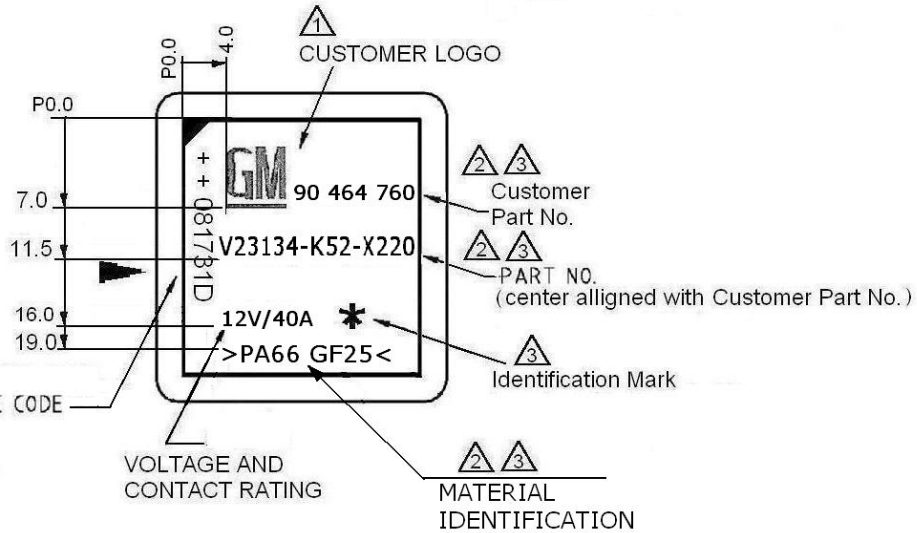 1
CUSTOMER LOGO
P0.0
4.0
P0.0
7.0
11.5
16.0
19.0
GM
90 464 760
++081731D
V23134-K52-X220
12V/40A *
>PA66 GF25<
2 3
Customer
Part No.
2 3
PART NO.
(center alligned with Customer Part No.)
3
Identification Mark
CODE
VOLTAGE AND
CONTACT RATING
2 3
MATERIAL
IDENTIFICATION